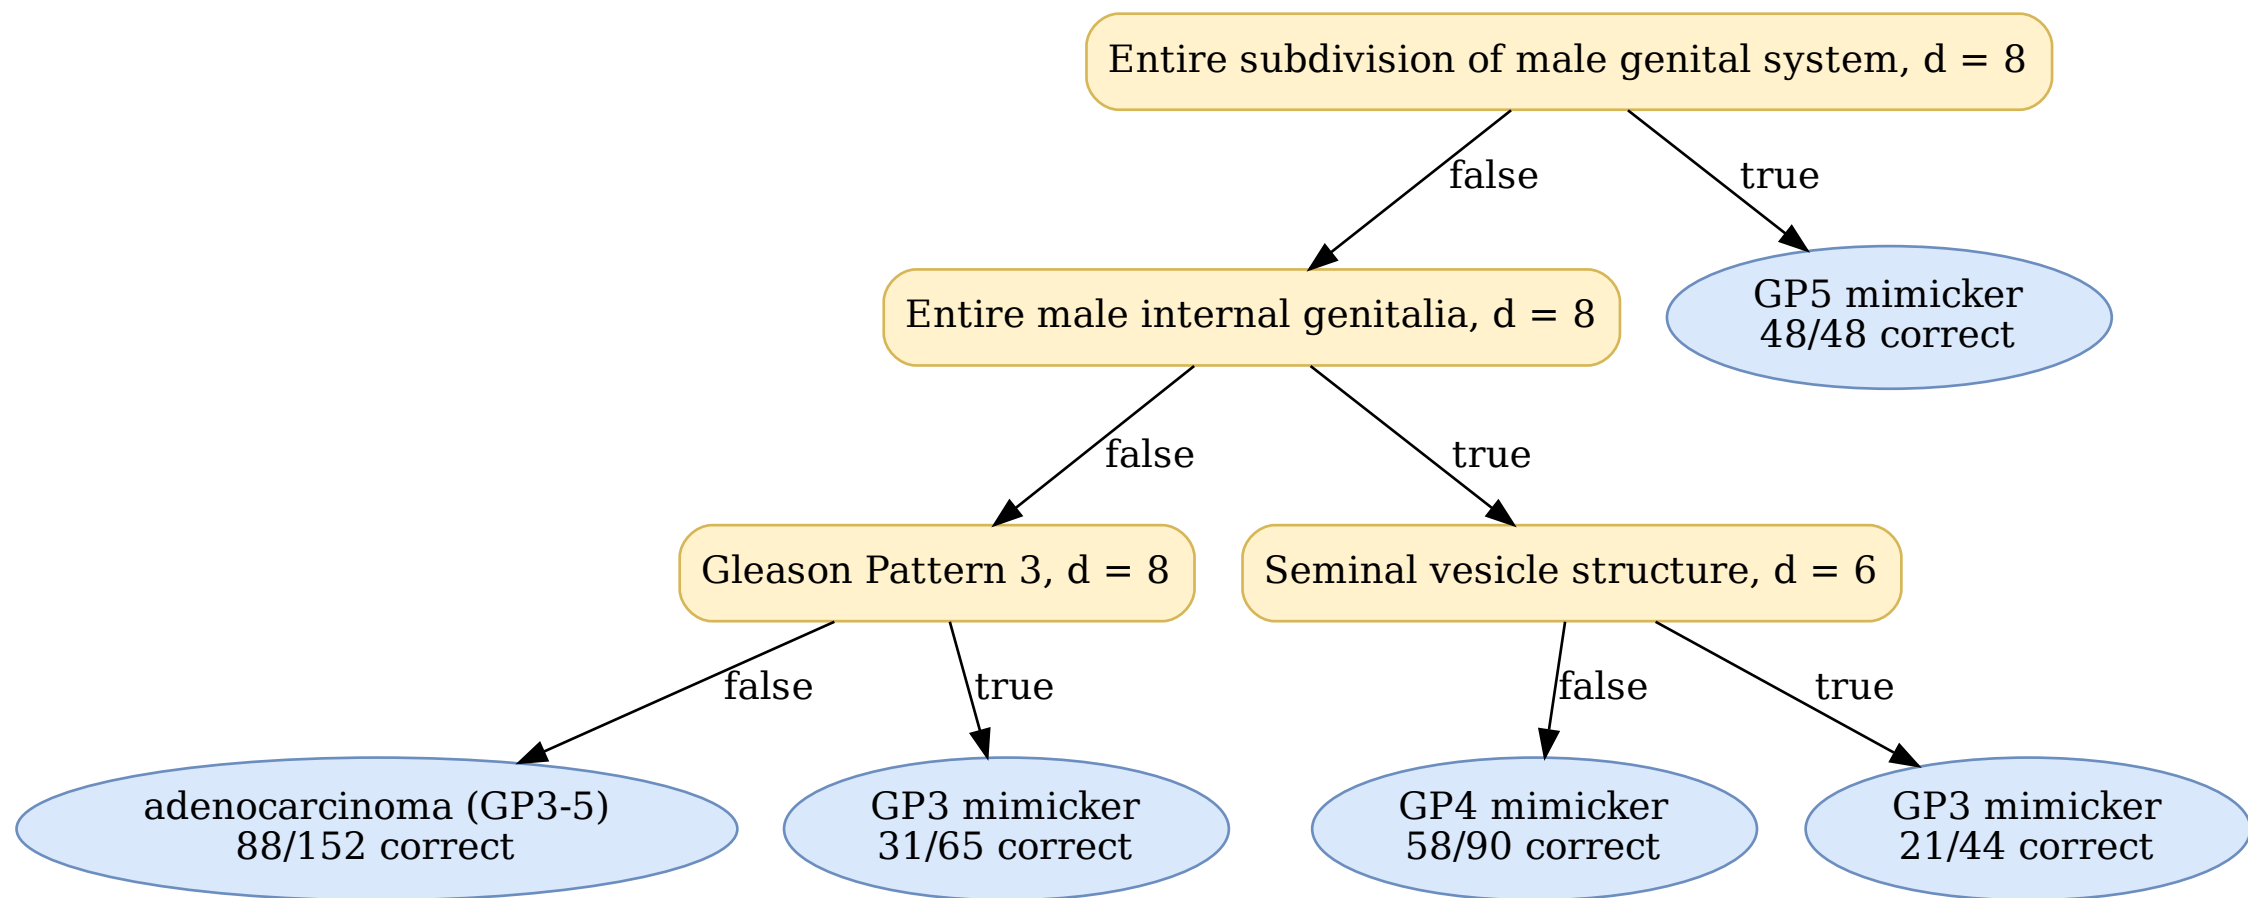 Entire subdivision of male genital system, d = 8
false
true
Entire male internal genitalia, d = 8
GP5 mimicker
48/48 correct
false
true
Gleason Pattern 3, d = 8
Seminal vesicle structure, d = 6
false
true
false
true
adenocarcinoma (GP3-5)
88/152 correct
GP3 mimicker
31/65 correct
GP4 mimicker
58/90 correct
GP3 mimicker
21/44 correct